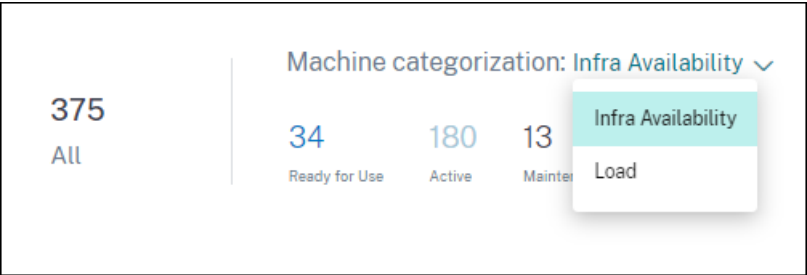 Machine categorization: Infra Availability
375
All
34
Ready for Use
180
Active
13
Infra Availability
Load